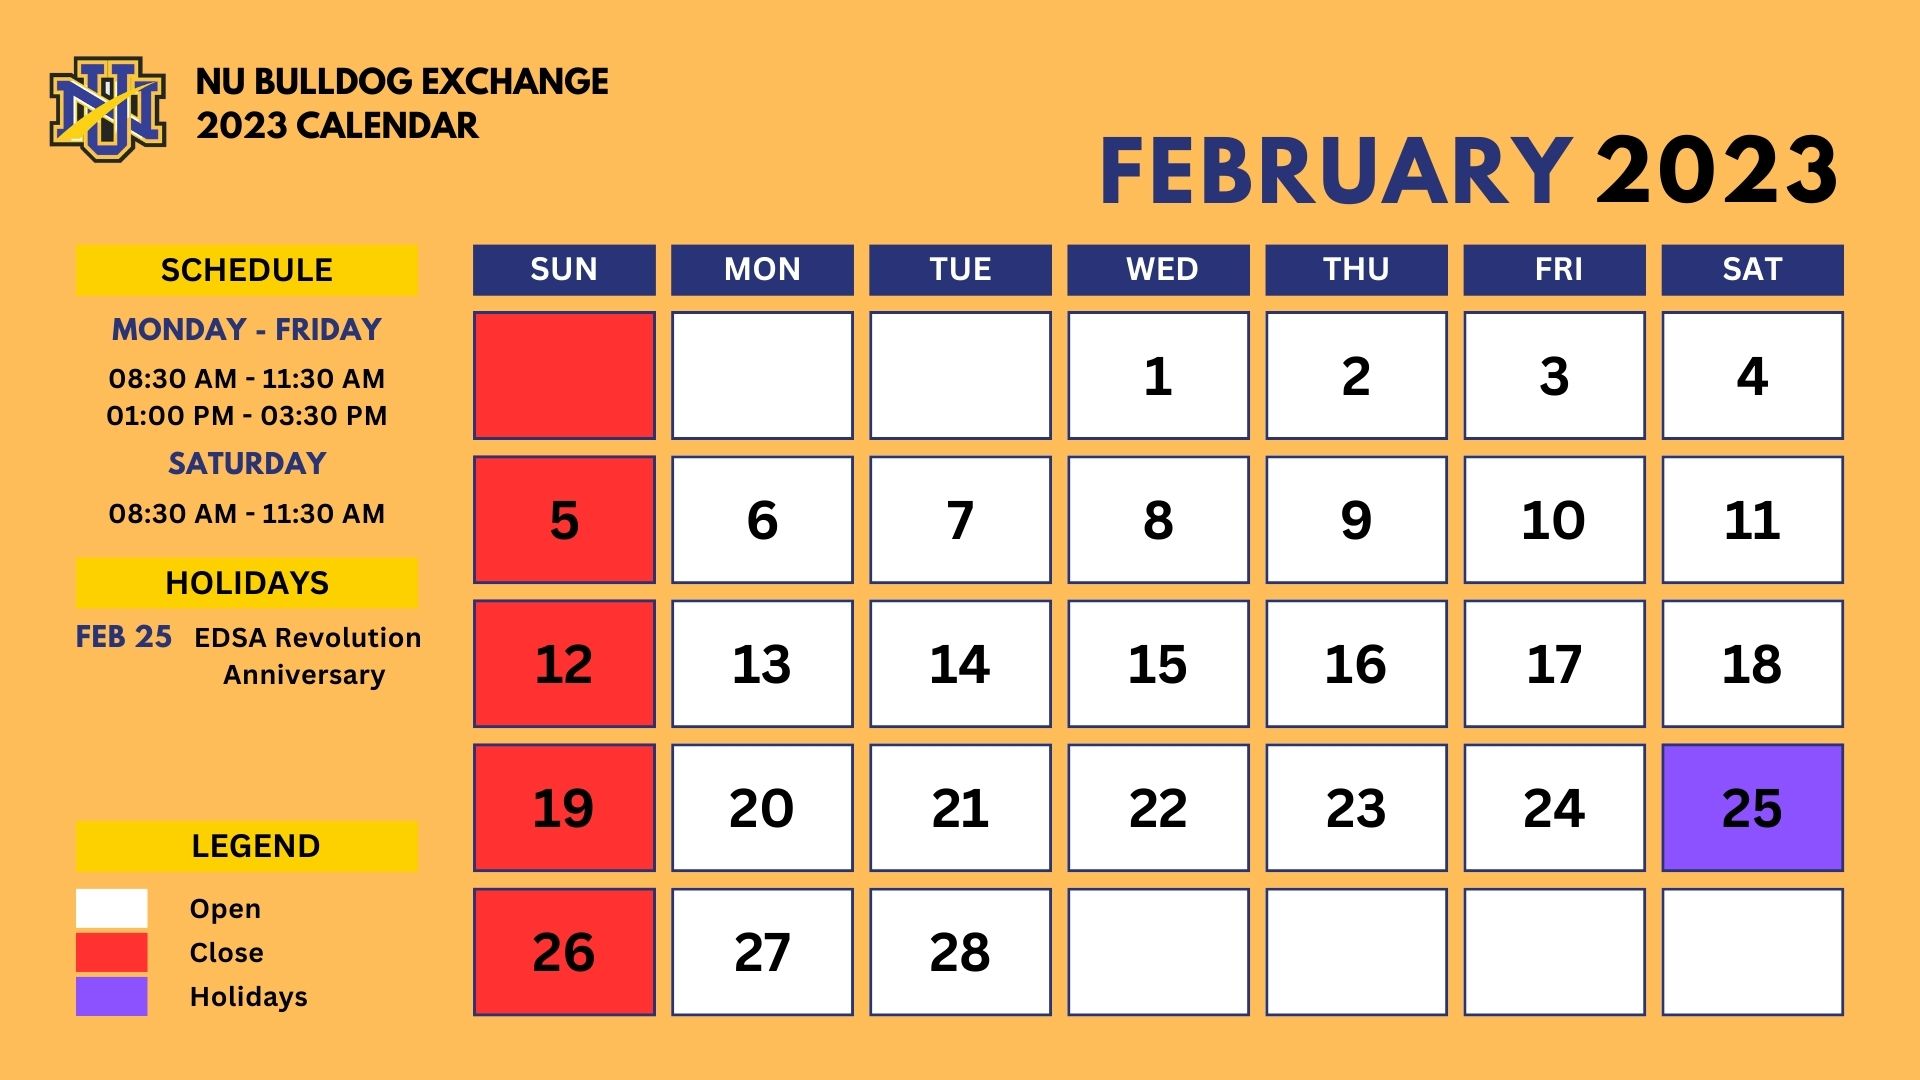 NU
NU BULLDOG EXCHANGE
2023 CALENDAR
FEBRUARY 2023
SCHEDULE
MONDAY - FRIDAY
08:30 AM - 11:30 AM
01:00 PM - 03:30 PM
SATURDAY
08:30 AM - 11:30 AM
HOLIDAYS
FEB 25 EDSA Revolution
Anniversary
LEGEND
Open
Close
Holidays
SUN MON TUE WED THU FRI SAT
1 2 3 4
5 6 7 8 9 10 11
12 13 14 15 16 17 18
19 20 21 22 23 24 25
26 27 28